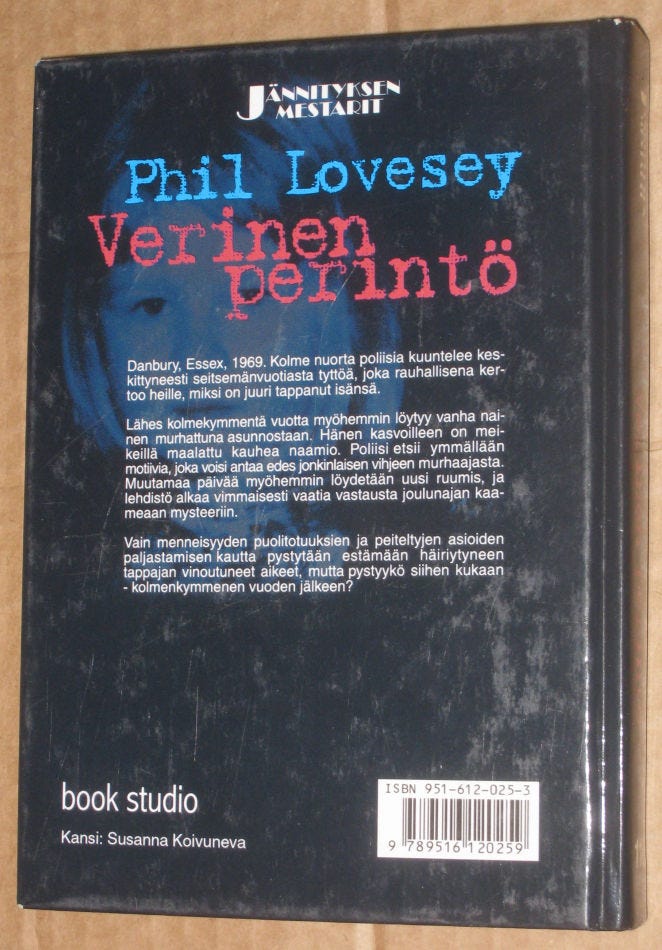 JÄNNITYKSEN
MESTARIT
Phil Lovesey
Verinen
perintö
Danbury, Essex, 1969. Kolme nuorta poliisia kuuntelee kes-
kittyneesti seitsemänvuotiasta tyttöä, joka rauhallisena ker-
too heille, miksi on juuri tappanut isänsä.
Lähes kolmekymmentä vuotta myöhemmin löytyy vanha nai-
nen murhattuna asunnostaan. Hänen kasvoilleen on mei-
keillä maalattu kauhea naamio. Poliisi etsii ymmällään
motiivia, joka voisi antaa edes jonkinlaisen vihjeen murhaajasta.
Muutamaa päivää myöhemmin löydetään uusi ruumis, ja
lehdistö alkaa vimmaisesti vaatia vastausta joulunajan kaa-
meaan mysteeriin.
Vain menneisyyden puolitotuuksien ja peiteltyjen asioiden
paljastamisen kautta pystytään estämään häiriytyneen
tappajan vinoutuneet aikeet, mutta pystyykö siihen kukaan
- kolmenkymmenen vuoden jälkeen?
book studio
Kansi: Susanna Koivuneva
ISBN 951-612-025-3
9 789516 120259